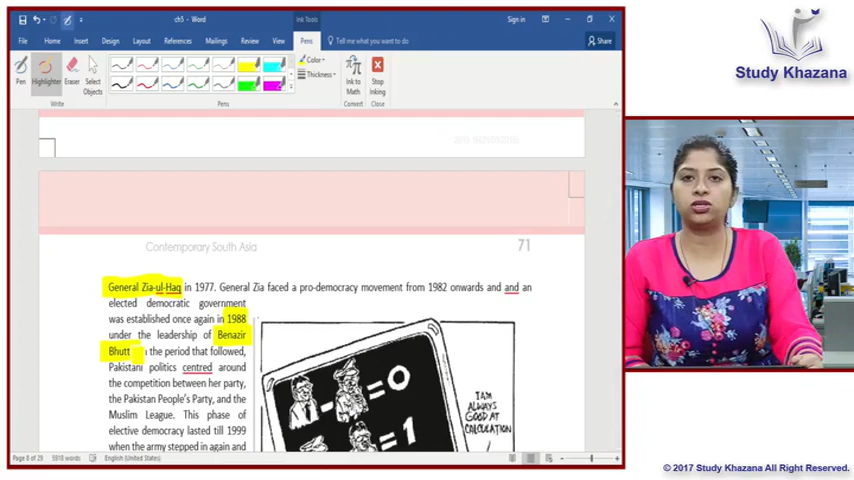 ch5 - Word
Ink Tools
Sign in
File Home Insert Design Layout References Mailings Review View Pens Tell me what you want to do Share
Pen Highlighter Eraser Select Objects
Color
Thickness
Ink to Math
Stop Inking
Write Pens Convert Close
Study Khazana
Contemporary South Asia 71
General Zia-ul-Haq in 1977. General Zia faced a pro-democracy movement from 1982 onwards and and an
elected democratic government
was established once again in 1988
under the leadership of Benazir
Bhutt the period that followed,
Pakistani politics centred around
the competition between her party,
the Pakistan People's Party, and the
Muslim League. This phase of
elective democracy lasted till 1999
when the army stepped in again and
=0
=1
I AM
ALWAYS
GOOD AT
CALCULATION
Page 8 of 29 5918 words English (United States)
© 2017 Study Khazana All Rights Reserved.